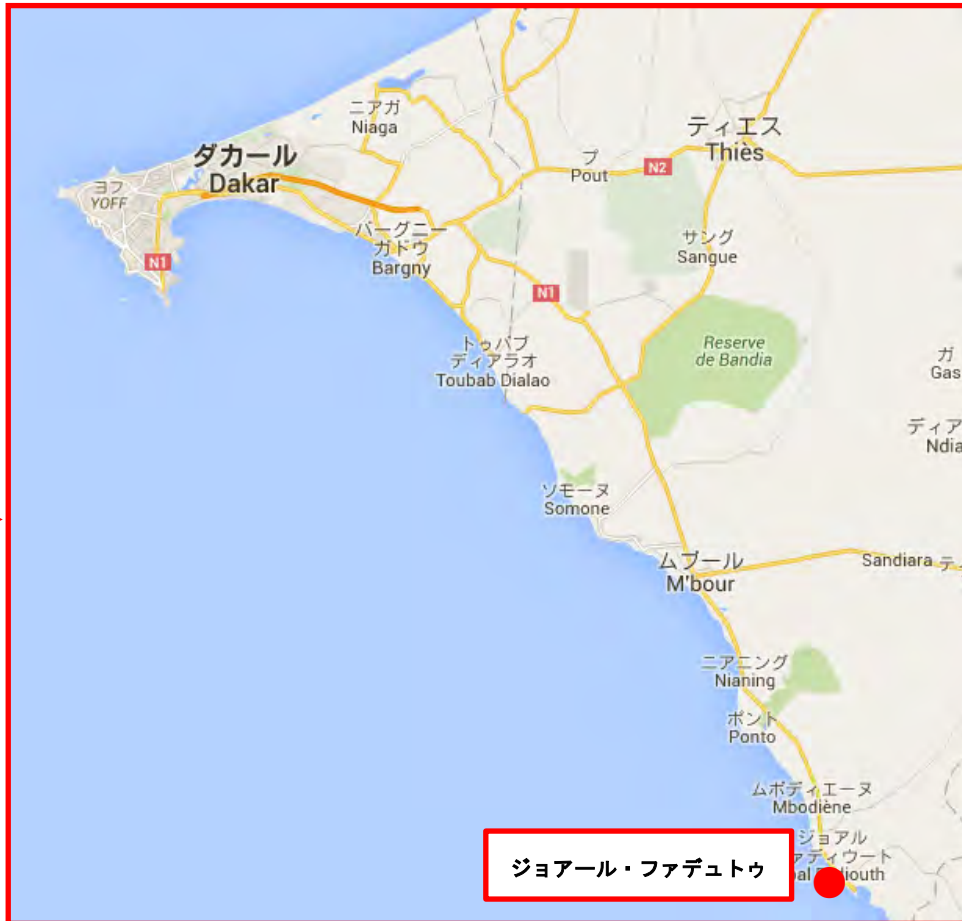 ニアガ
Niaga
ティエス
Thiès
プ
Pout
N2
ダカール
Dakar
ヨフ
YOFF
N1
バーグニー
ガドウ
Bargny
サング
Sangue
N1
トゥバブ
ディアラオ
Toubab Dialao
Reserve
de Bandia
ガ
Gas
ディア
Ndia
ソモーヌ
Somone
ムブール
M'bour
Sandiara
ニアニング
Nianing
ポント
Ponto
ムボディエーヌ
Mbodiène
ジョアル
ディウート
ジョアール・ファデュトゥ